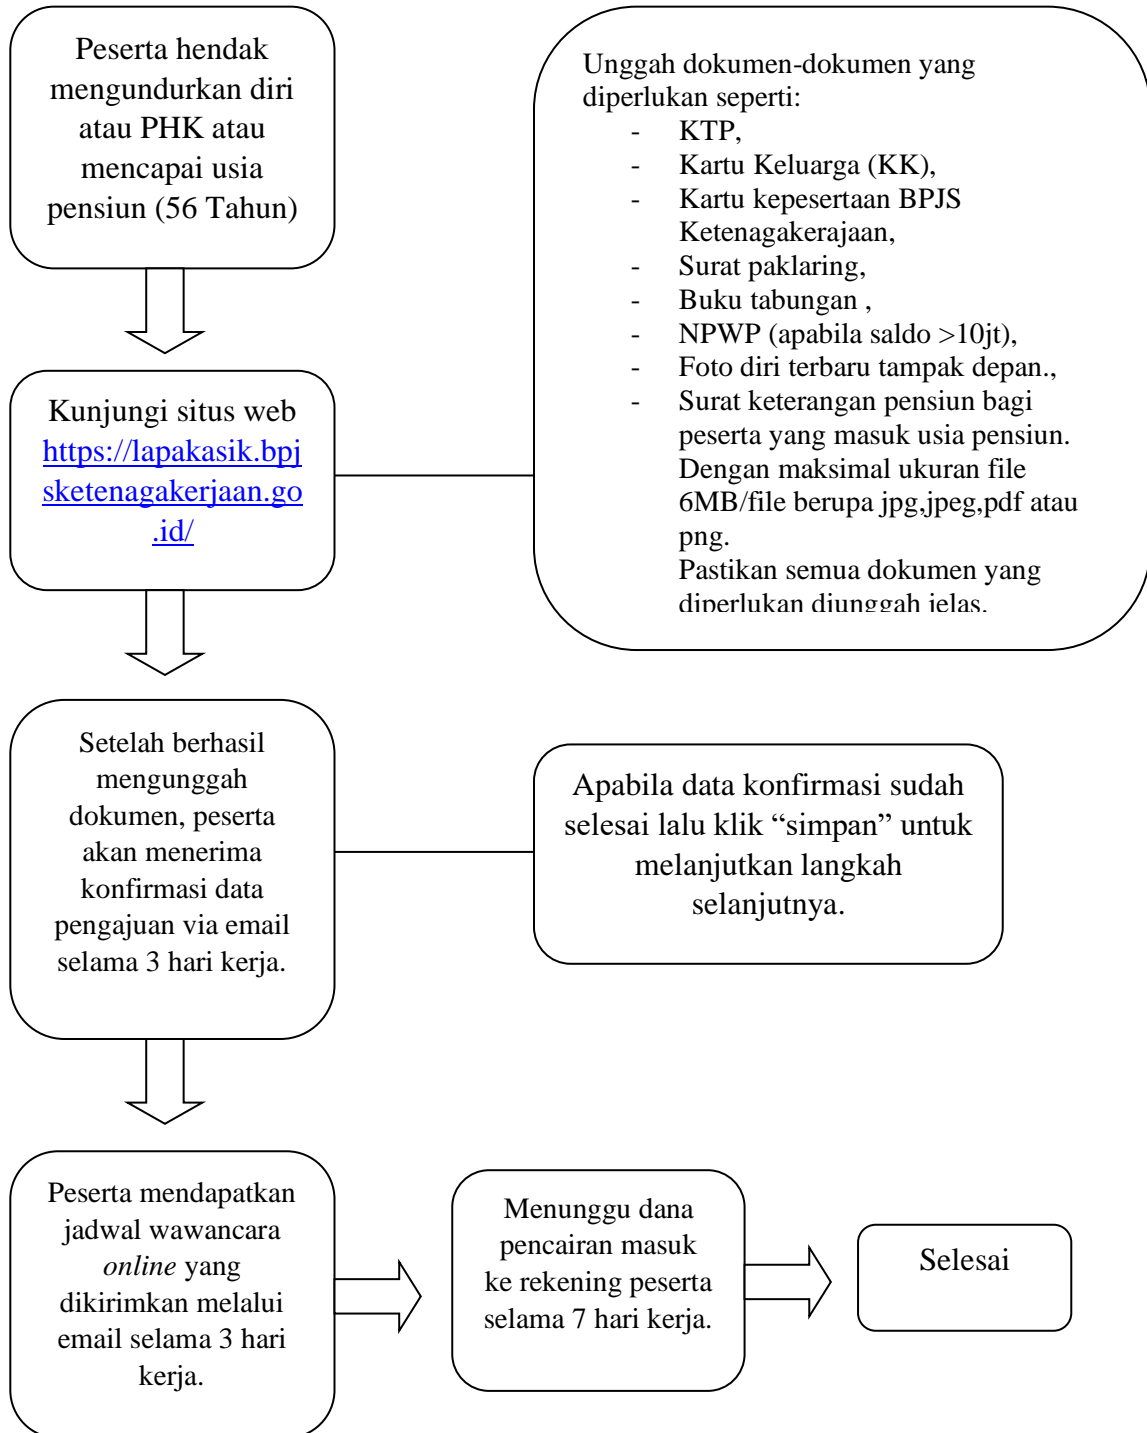 Peserta hendak
mengundurkan diri
atau PHK atau
mencapai usia
pensiun (56 Tahun)
Unggah dokumen-dokumen yang
diperlukan seperti:
- KTP,
- Kartu Keluarga (KK),
- Kartu kepesertaan BPJS
Ketenagakerajaan,
- Surat paklaring,
- Buku tabungan ,
- NPWP (apabila saldo >10jt),
- Foto diri terbaru tampak depan.,
- Surat keterangan pensiun bagi
peserta yang masuk usia pensiun.
Dengan maksimal ukuran file
6MB/file berupa jpg,jpeg,pdf atau
png.
Pastikan semua dokumen yang
diperlukan diunggah jelas.
Kunjungi situs web
https://lapakasik.bpj
sketenagakerjaan.go
.id/
Setelah berhasil
mengunggah
dokumen, peserta
akan menerima
konfirmasi data
pengajuan via email
selama 3 hari kerja.
Apabila data konfirmasi sudah
selesai lalu klik “simpan” untuk
melanjutkan langkah
selanjutnya.
Peserta mendapatkan
jadwal wawancara
online yang
dikirimkan melalui
email selama 3 hari
kerja.
Menunggu dana
pencairan masuk
ke rekening peserta
selama 7 hari kerja.
Selesai